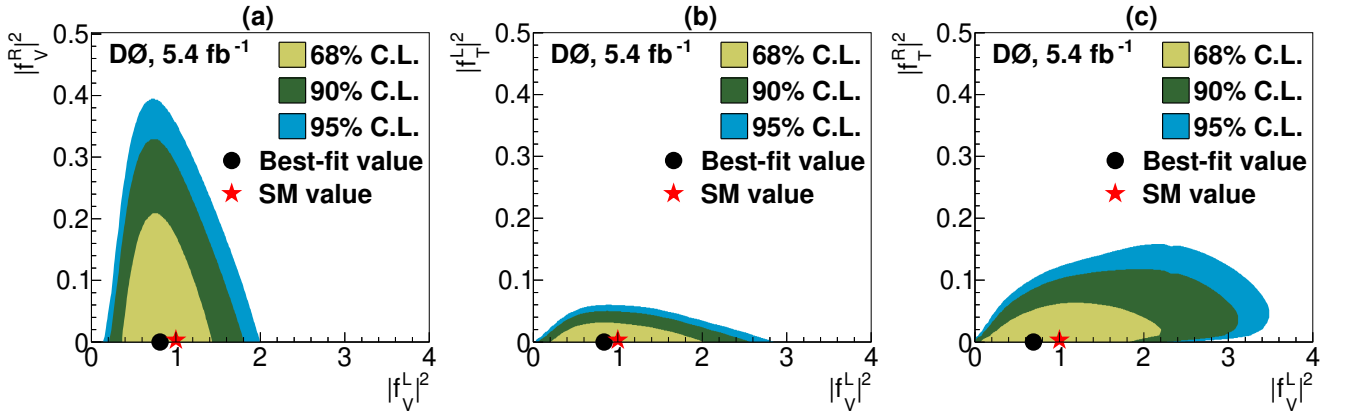 (a)
|f_V^R|^2
0.5
0.4
0.3
0.2
0.1
0
DØ, 5.4 fb^-1
68% C.L.
90% C.L.
95% C.L.
Best-fit value
SM value
0 1 2 3 4
|f_V^L|^2
(b)
|f_T^L|^2
0.5
0.4
0.3
0.2
0.1
0
DØ, 5.4 fb^-1
68% C.L.
90% C.L.
95% C.L.
Best-fit value
SM value
0 1 2 3 4
|f_V^L|^2
(c)
|f_T^R|^2
0.5
0.4
0.3
0.2
0.1
0
DØ, 5.4 fb^-1
68% C.L.
90% C.L.
95% C.L.
Best-fit value
SM value
0 1 2 3 4
|f_V^L|^2